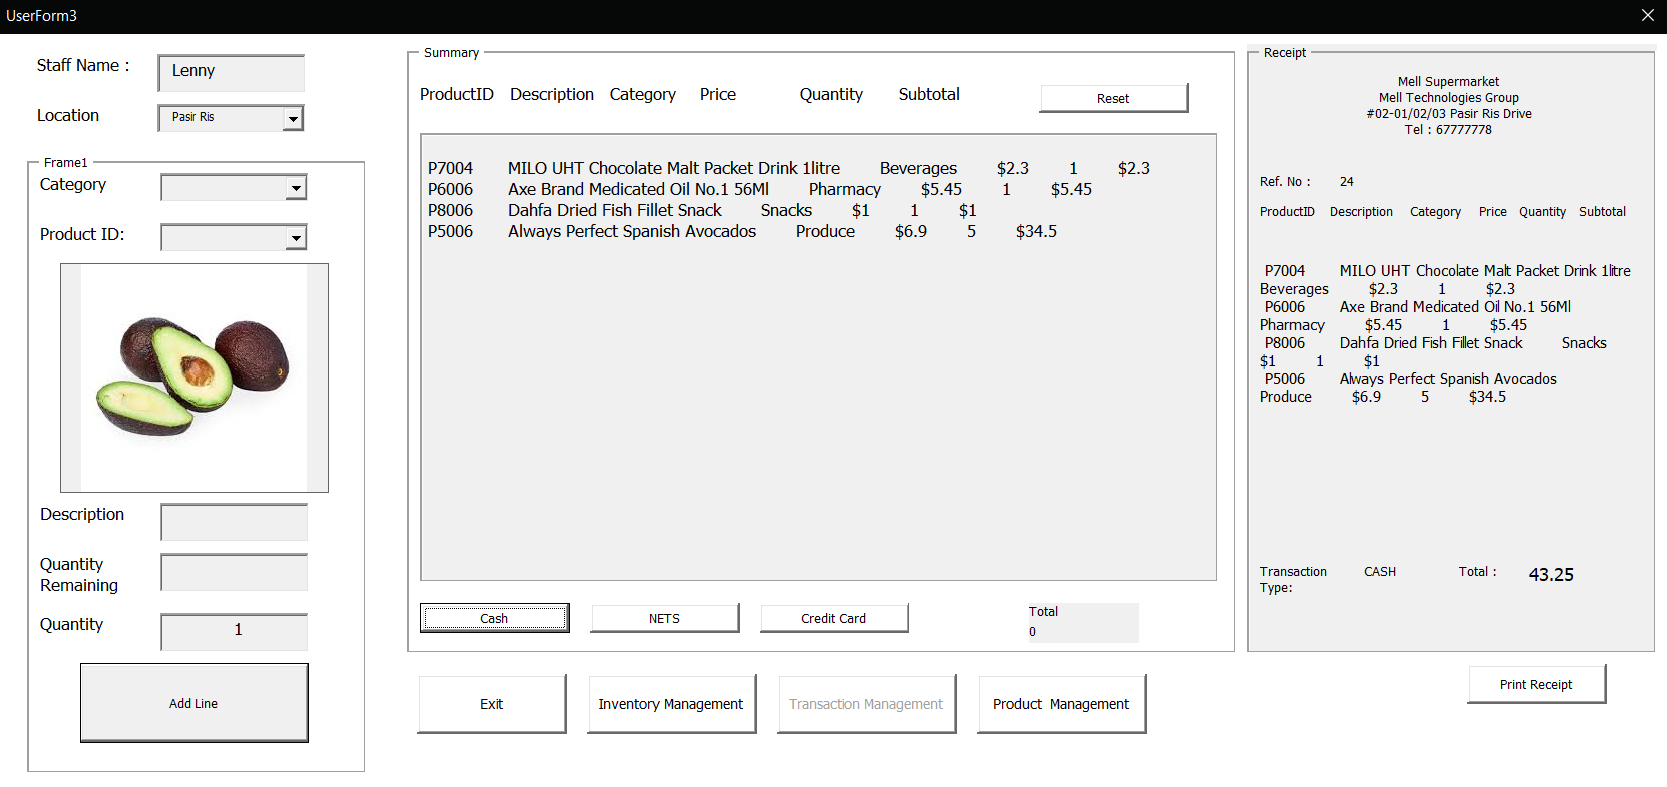 UserForm3
Staff Name :
Lenny
Location
Pasir Ris
Frame1
Category
Product ID:
Description
Quantity
Remaining
Quantity
1
Add Line
Summary
ProductID Description Category Price Quantity Subtotal
Reset
P7004 MILO UHT Chocolate Malt Packet Drink 1litre Beverages $2.3 1 $2.3
P6006 Axe Brand Medicated Oil No.1 56Ml Pharmacy $5.45 1 $5.45
P8006 Dahfa Dried Fish Fillet Snack Snacks $1 1 $1
P5006 Always Perfect Spanish Avocados Produce $6.9 5 $34.5
Cash
NETS
Credit Card
Total
0
Exit
Inventory Management
Transaction Management
Product Management
Receipt
Mell Supermarket
Mell Technologies Group
#02-01/02/03 Pasir Ris Drive
Tel : 67777778
Ref. No : 24
ProductID Description Category Price Quantity Subtotal
P7004 MILO UHT Chocolate Malt Packet Drink 1litre
Beverages $2.3 1 $2.3
P6006 Axe Brand Medicated Oil No.1 56Ml
Pharmacy $5.45 1 $5.45
P8006 Dahfa Dried Fish Fillet Snack Snacks
$1 1 $1
P5006 Always Perfect Spanish Avocados
Produce $6.9 5 $34.5
Transaction
Type:
CASH
Total :
43.25
Print Receipt